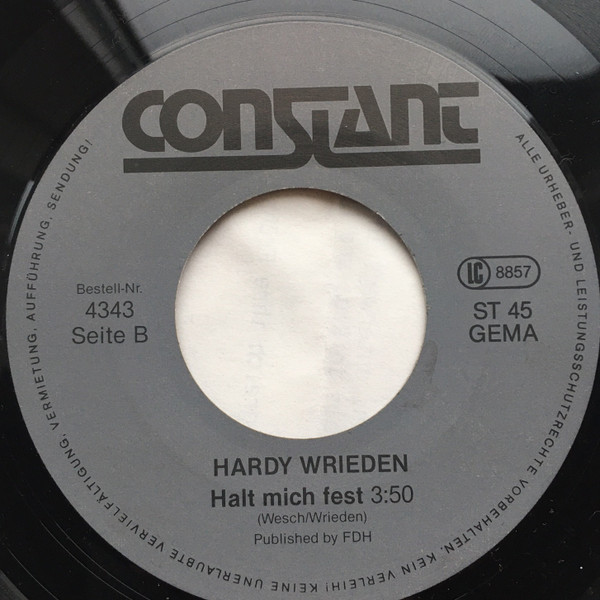 CONSTANT
ALLE URHEBER- UND LEISTUNGSSCHUTZRECHTE VORBEHALTEN. KEIN VERLEIH! KEINE UNERLAUBTE VERVIELFÄLTIGUNG, VERMIETUNG, AUFFÜHRUNG, SENDUNG!
LC 8857
Bestell-Nr.
4343
Seite B
ST 45
GEMA
HARDY WRIEDEN
Halt mich fest 3:50
(Wesch/Wrieden)
Published by FDH